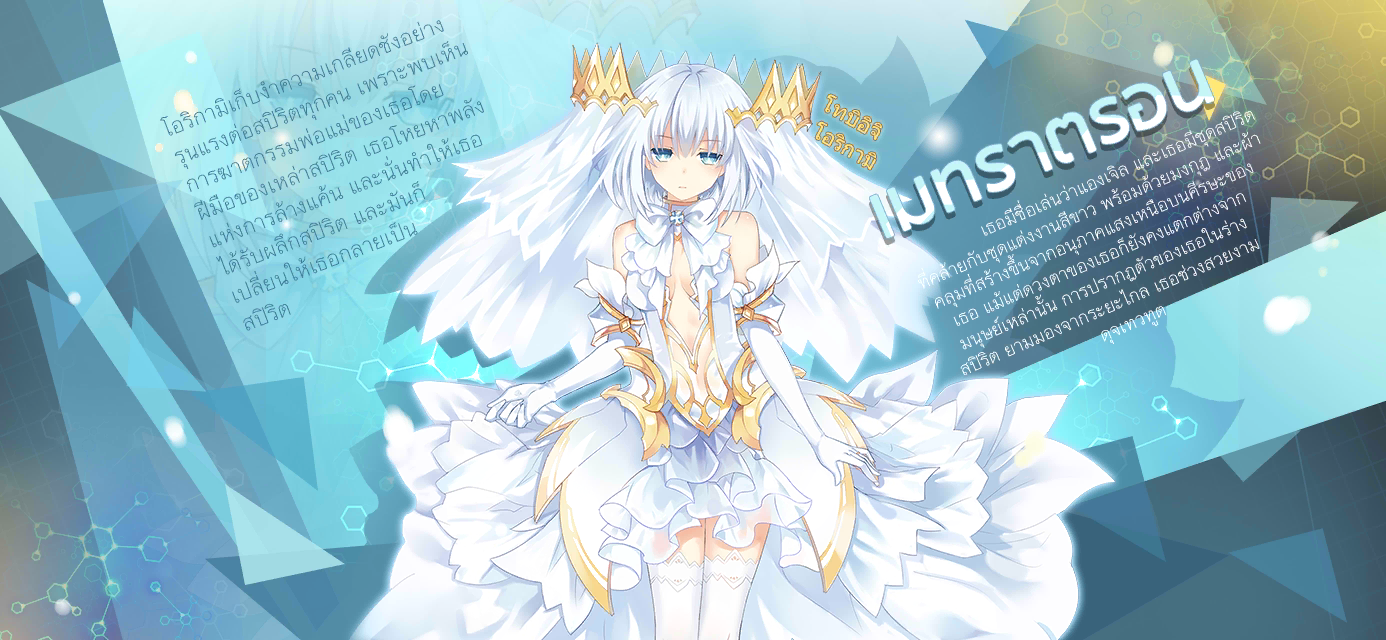 โอริกามิเก็บงำความเกลียดชังอย่าง
รุนแรงต่อสปิริตทุกคน เพราะพบเห็น
การฆาตกรรมพ่อแม่ของเธอโดย
ฝีมือของเหล่าสปิริต เธอโหยหาพลัง
แห่งการล้างแค้น และนั่นทำให้เธอ
ได้รับผลึกสปิริต และมันก็
เปลี่ยนให้เธอกลายเป็น
สปิริต
โทบิอิจิ
โอริกามิ
เมทราตรอน
เธอมีชื่อเล่นว่าแองเจิล และเธอมีชุดสปิริต
ที่คล้ายกับชุดแต่งงานสีขาว พร้อมด้วยมงกุฎ และผ้า
คลุมที่สร้างขึ้นจากอนุภาคแสงเหนือบนศีรษะของ
เธอ แม้แต่ดวงตาของเธอก็ยังคงแตกต่างจาก
มนุษย์เหล่านั้น การปรากฏตัวของเธอในร่าง
สปิริต ยามมองจากระยะไกล เธอช่วงสวยงาม
ดุจเทวทูต